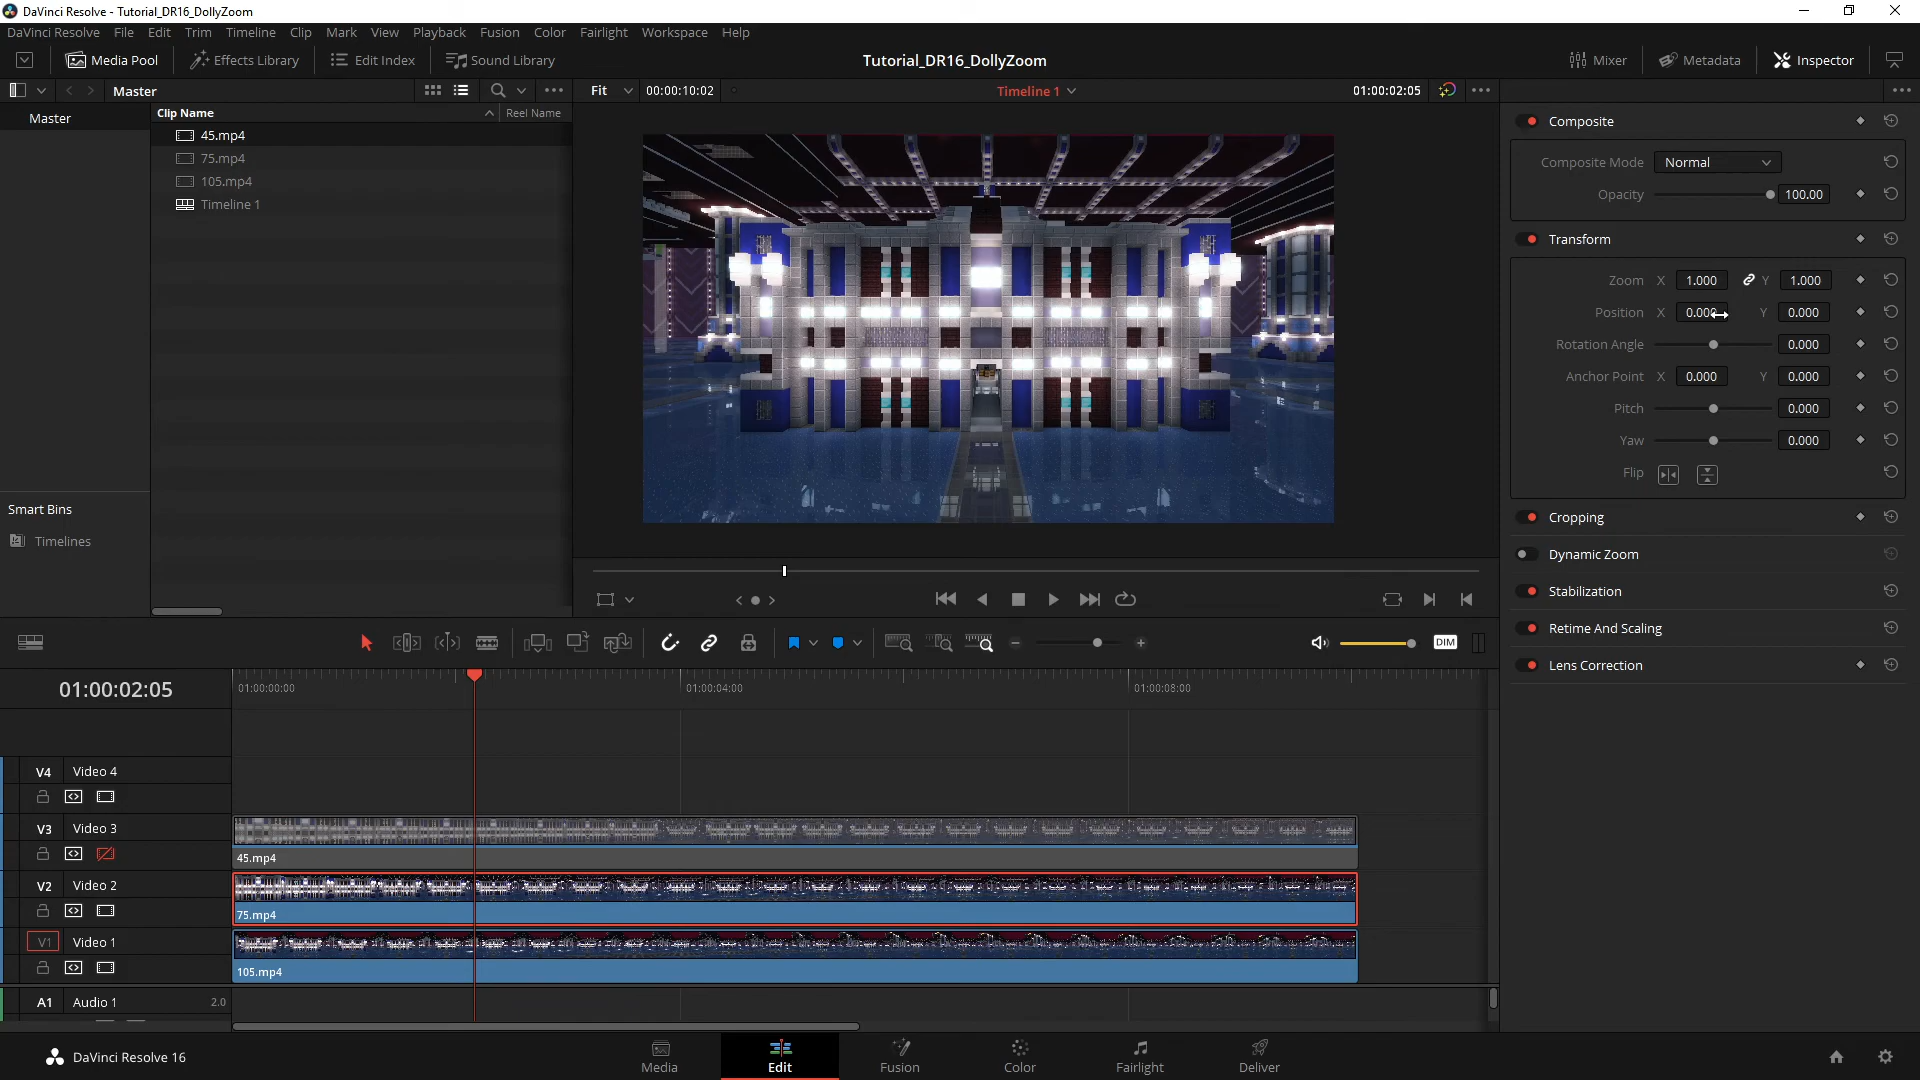 DaVinci Resolve - Tutorial_DR16_DollyZoom
DaVinci Resolve File Edit Trim Timeline Clip Mark View Playback Fusion Color Fairlight Workspace Help
Media Pool Effects Library Edit Index Sound Library Tutorial_DR16_DollyZoom Mixer Metadata Inspector
Master Fit 00:00:10:02 Timeline 1 01:00:02:05
Master
Clip Name Reel Name
45.mp4
75.mp4
105.mp4
Timeline 1
Smart Bins
Timelines
Composite
Composite Mode Normal
Opacity 100.00
Transform
Zoom X 1.000 Y 1.000
Position X 0.000 Y 0.000
Rotation Angle 0.000
Anchor Point X 0.000 Y 0.000
Pitch 0.000
Yaw 0.000
Flip
Cropping
Dynamic Zoom
Stabilization
Retime And Scaling
Lens Correction
DIM
01:00:02:05
01:00:00:00 01:00:04:00 01:00:08:00
V4 Video 4
V3 Video 3
45.mp4
V2 Video 2
75.mp4
V1 Video 1
105.mp4
A1 Audio 1 2.0
DaVinci Resolve 16
Media Edit Fusion Color Fairlight Deliver